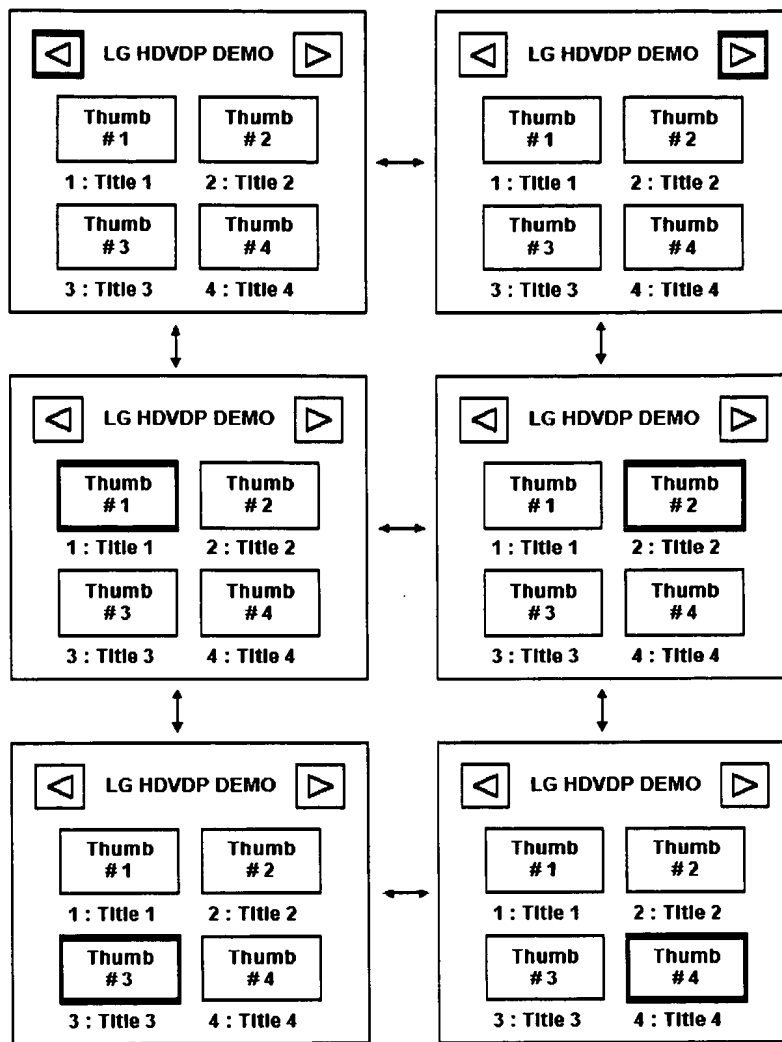 LG HDVDP DEMO
Thumb
#1
Thumb
#2
1 : Title 1
2 : Title 2
Thumb
#3
Thumb
#4
3 : Title 3
4 : Title 4
LG HDVDP DEMO
Thumb
#1
Thumb
#2
1 : Title 1
2 : Title 2
Thumb
#3
Thumb
#4
3 : Title 3
4 : Title 4
LG HDVDP DEMO
Thumb
#1
Thumb
#2
1 : Title 1
2 : Title 2
Thumb
#3
Thumb
#4
3 : Title 3
4 : Title 4
LG HDVDP DEMO
Thumb
#1
Thumb
#2
1 : Title 1
2 : Title 2
Thumb
#3
Thumb
#4
3 : Title 3
4 : Title 4
LG HDVDP DEMO
Thumb
#1
Thumb
#2
1 : Title 1
2 : Title 2
Thumb
#3
Thumb
#4
3 : Title 3
4 : Title 4
LG HDVDP DEMO
Thumb
#1
Thumb
#2
1 : Title 1
2 : Title 2
Thumb
#3
Thumb
#4
3 : Title 3
4 : Title 4